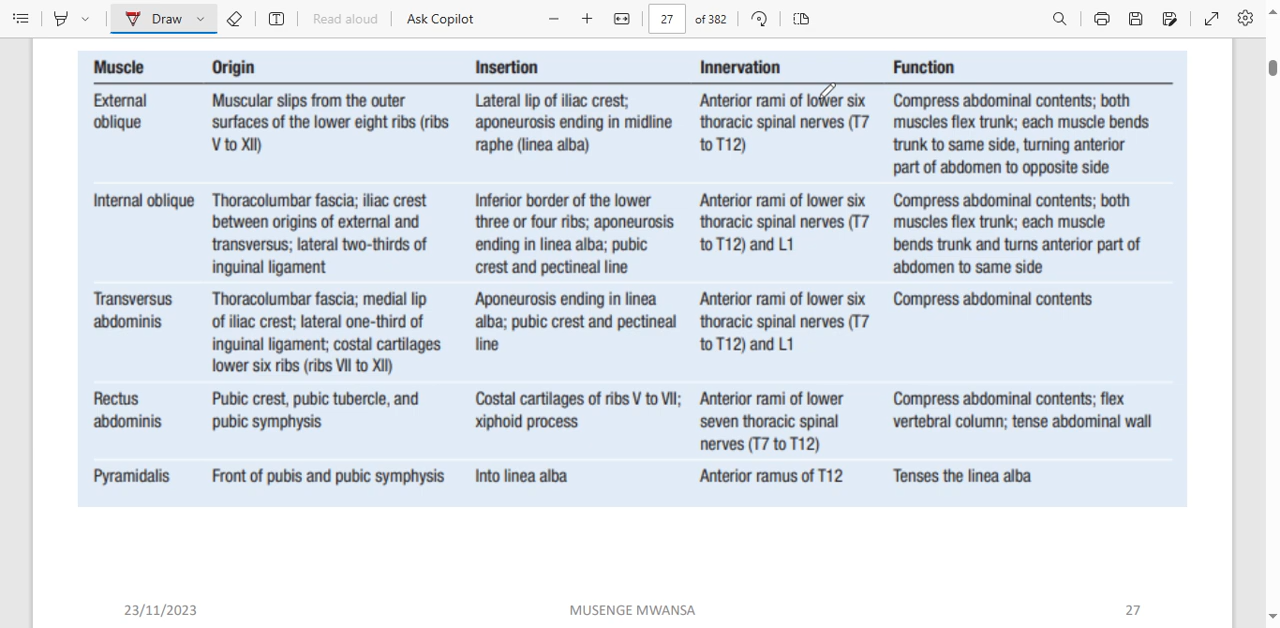 Draw
Read aloud
Ask Copilot
27
of 382
Muscle Origin Insertion Innervation Function
External oblique
Muscular slips from the outer
surfaces of the lower eight ribs (ribs
V to XII)
Lateral lip of iliac crest;
aponeurosis ending in midline
raphe (linea alba)
Anterior rami of lower six
thoracic spinal nerves (T7
to T12)
Compress abdominal contents; both
muscles flex trunk; each muscle bends
trunk to same side, turning anterior
part of abdomen to opposite side
Internal oblique
Thoracolumbar fascia; iliac crest
between origins of external and
transversus; lateral two-thirds of
inguinal ligament
Inferior border of the lower
three or four ribs; aponeurosis
ending in linea alba; pubic
crest and pectineal line
Anterior rami of lower six
thoracic spinal nerves (T7
to T12) and L1
Compress abdominal contents; both
muscles flex trunk; each muscle
bends trunk and turns anterior part of
abdomen to same side
Transversus
abdominis
Thoracolumbar fascia; medial lip
of iliac crest; lateral one-third of
inguinal ligament; costal cartilages
lower six ribs (ribs VII to XII)
Aponeurosis ending in linea
alba; pubic crest and pectineal
line
Anterior rami of lower six
thoracic spinal nerves (T7
to T12) and L1
Compress abdominal contents
Rectus
abdominis
Pubic crest, pubic tubercle, and
pubic symphysis
Costal cartilages of ribs V to VII;
xiphoid process
Anterior rami of lower
seven thoracic spinal
nerves (T7 to T12)
Compress abdominal contents; flex
vertebral column; tense abdominal wall
Pyramidalis
Front of pubis and pubic symphysis
Into linea alba
Anterior ramus of T12
Tenses the linea alba
23/11/2023
MUSENGE MWANSA
27